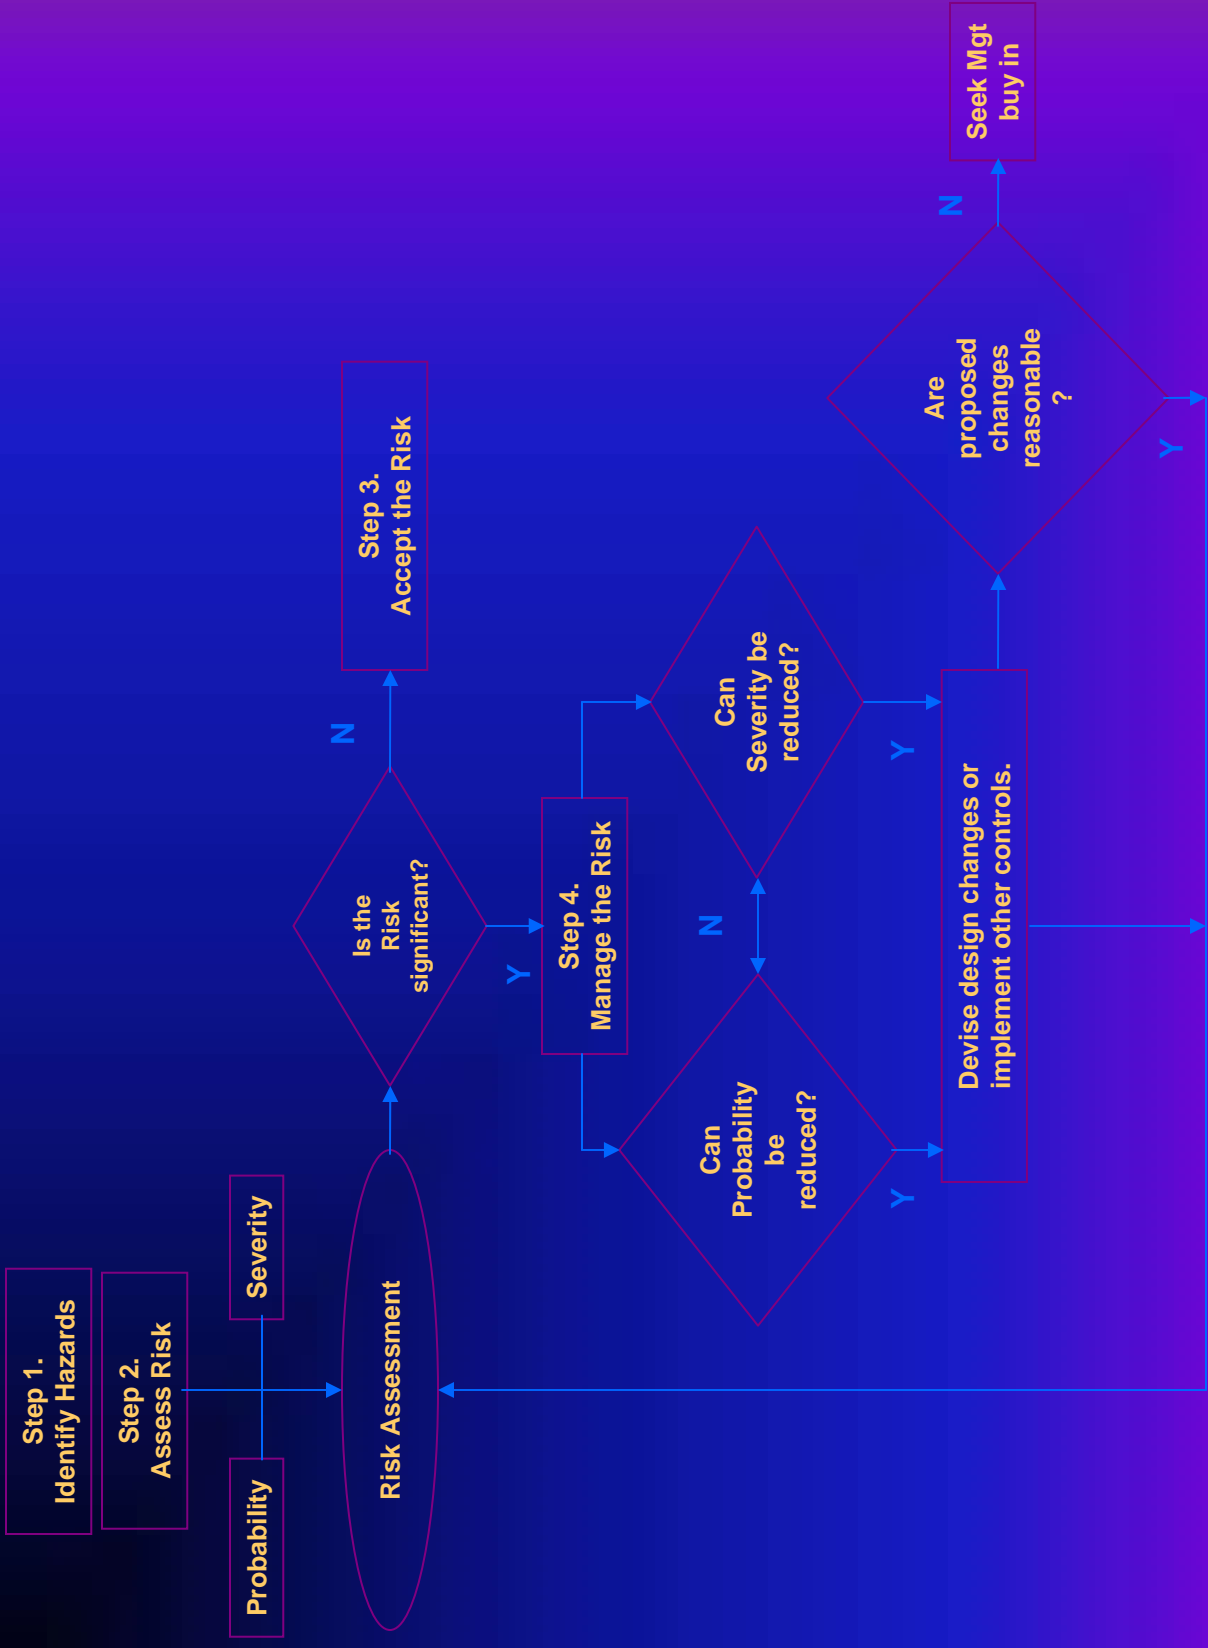 Step 1.
Identify Hazards
Step 2.
Assess Risk
Probability
Severity
Risk Assessment
Is the
Risk
significant?
N
Step 3.
Accept the Risk
Y
Step 4.
Manage the Risk
Can
Probability
be
reduced?
N
Can
Severity be
reduced?
Y
Y
Devise design changes or
implement other controls.
Are
proposed
changes
reasonable
?
N
Seek Mgt
buy in
Y